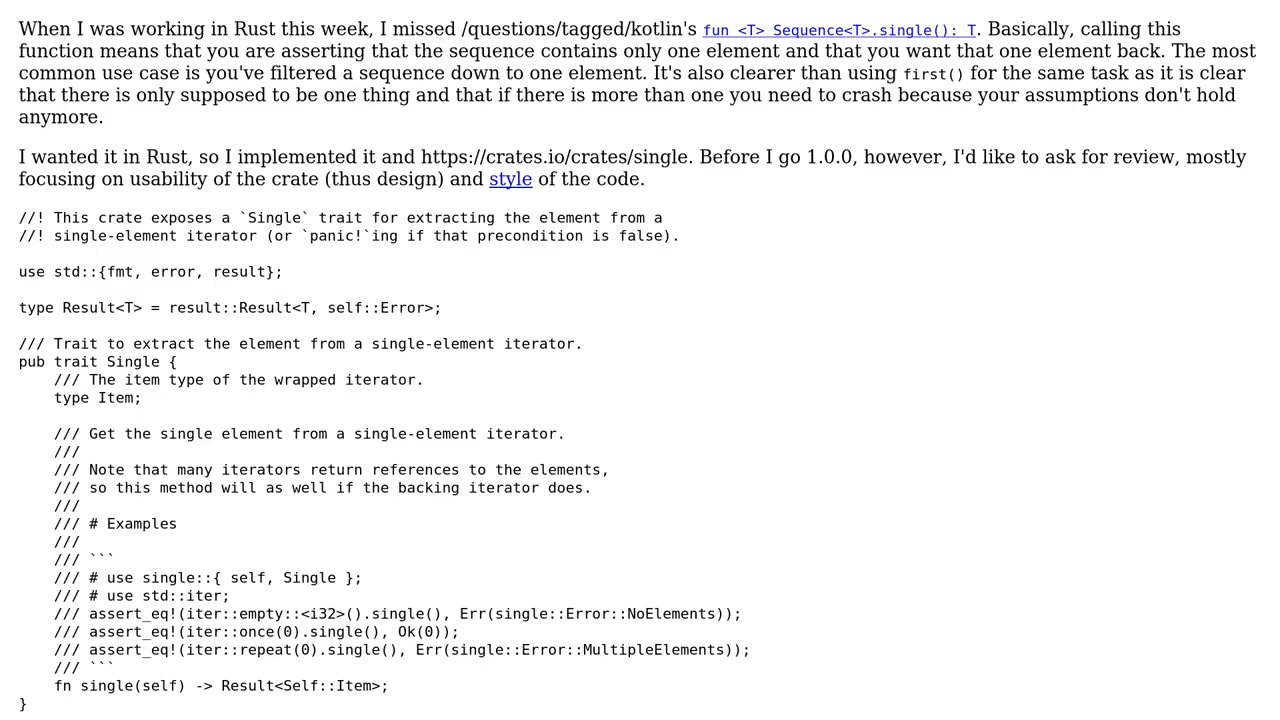 When I was working in Rust this week, I missed /questions/tagged/kotlin's fun <T> Sequence<T>.single(): T. Basically, calling this
function means that you are asserting that the sequence contains only one element and that you want that one element back. The most
common use case is you've filtered a sequence down to one element. It's also clearer than using first() for the same task as it is clear
that there is only supposed to be one thing and that if there is more than one you need to crash because your assumptions don't hold
anymore.
I wanted it in Rust, so I implemented it and https://crates.io/crates/single. Before I go 1.0.0, however, I'd like to ask for review, mostly
focusing on usability of the crate (thus design) and style of the code.
//! This crate exposes a `Single` trait for extracting the element from a
//! single-element iterator (or `panic!`ing if that precondition is false).
use std::{fmt, error, result};
type Result<T> = result::Result<T, self::Error>;
/// Trait to extract the element from a single-element iterator.
pub trait Single {
    /// The item type of the wrapped iterator.
    type Item;
    /// Get the single element from a single-element iterator.
    ///
    /// Note that many iterators return references to the elements,
    /// so this method will as well if the backing iterator does.
    ///
    /// # Examples
    ///
    /// ```
    /// # use single::{ self, Single };
    /// # use std::iter;
    /// assert_eq!(iter::empty::<i32>().single(), Err(single::Error::NoElements));
    /// assert_eq!(iter::once(0).single(), Ok(0));
    /// assert_eq!(iter::repeat(0).single(), Err(single::Error::MultipleElements));
    /// ```
    fn single(self) -> Result<Self::Item>;
}